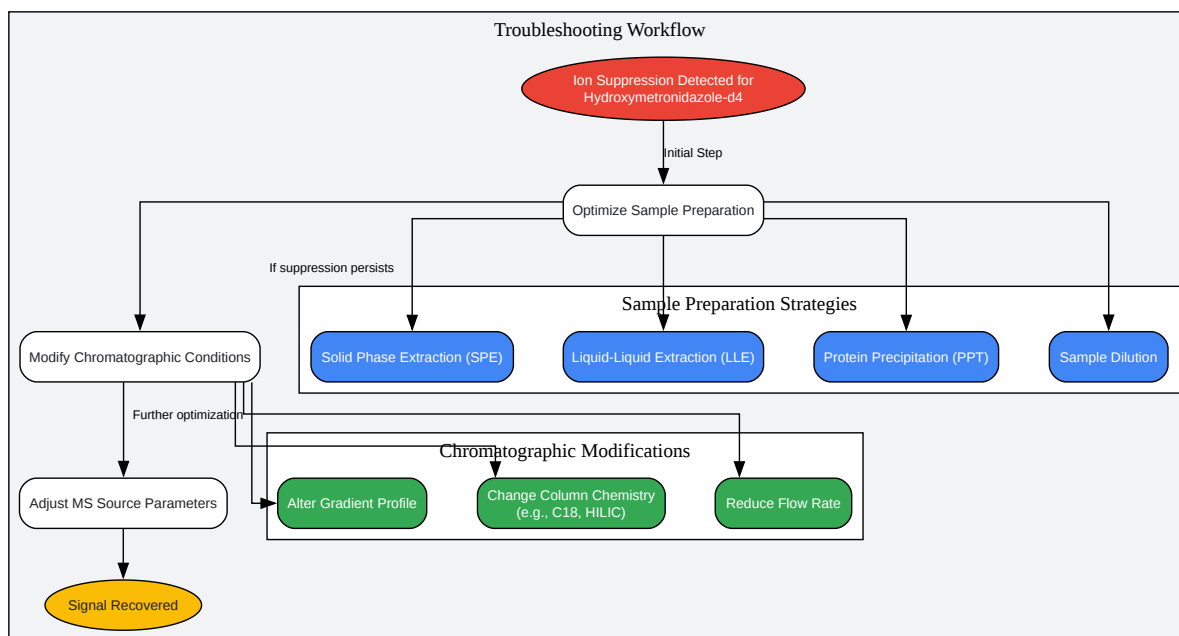 Troubleshooting Workflow
Ion Suppression Detected for
Hydroxymetronidazole-d4
Initial Step
Optimize Sample Preparation
If suppression persists
Sample Preparation Strategies
Modify Chromatographic Conditions
Solid Phase Extraction (SPE)
Liquid-Liquid Extraction (LLE)
Protein Precipitation (PPT)
Sample Dilution
Further optimization
Chromatographic Modifications
Adjust MS Source Parameters
Alter Gradient Profile
Change Column Chemistry
(e.g., C18, HILIC)
Reduce Flow Rate
Signal Recovered